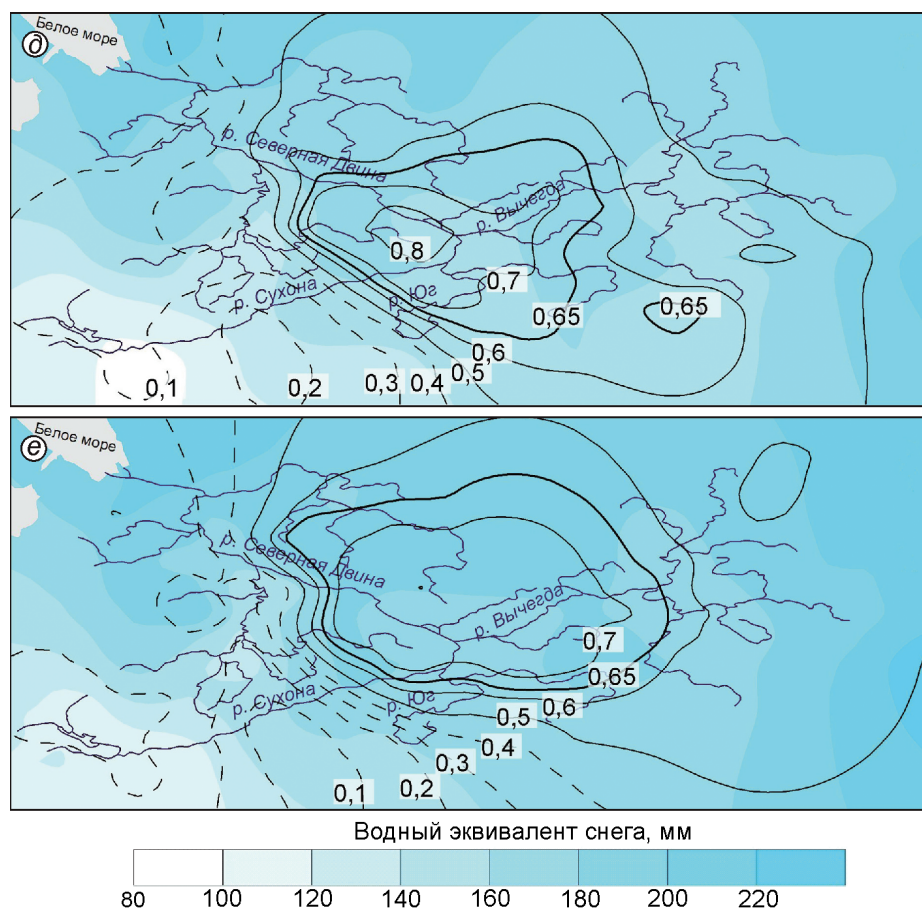 Белое море
д
р. Северная Двина
р. Вычегда
0,8
0,7
р. Сухона
р. Юг
0,65
0,65
0,6
0,5
0,4
0,3
0,2
0,1
Белое море
е
р. Северная Двина
р. Вычегда
0,7
0,65
р. Сухона
р. Юг
0,6
0,5
0,4
0,3
0,2
0,1
Водный эквивалент снега, мм
80 100 120 140 160 180 200 220